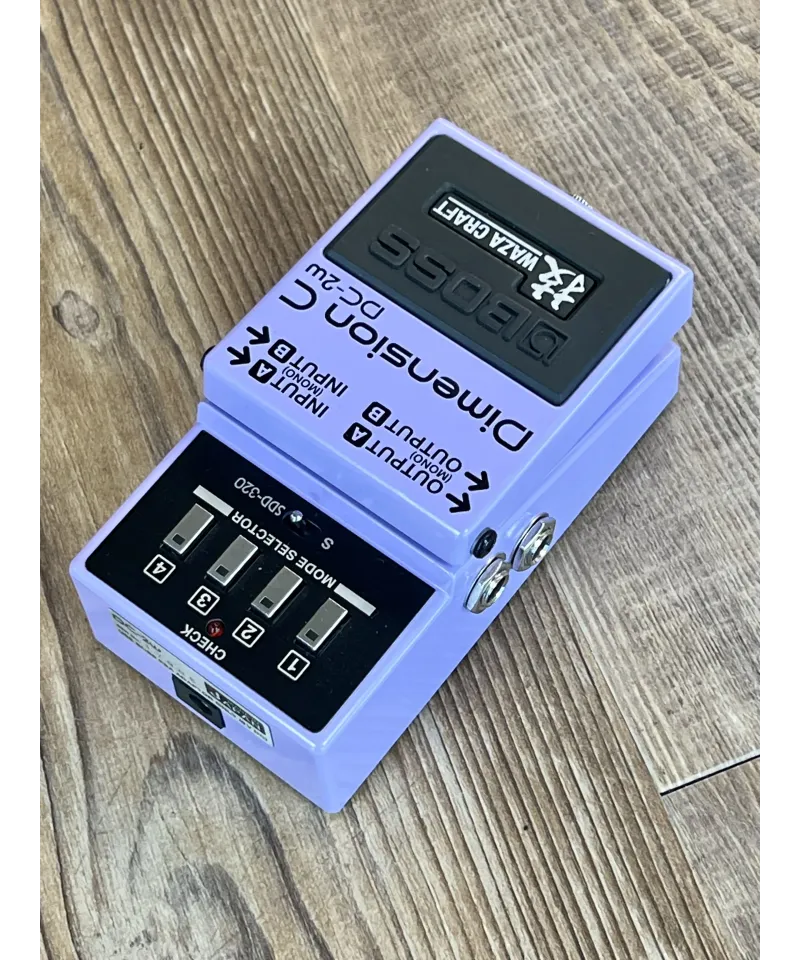 CHECK
1
2
3
4
MODE SELECTOR
S
SDD-320
OUTPUT A
(MONO)
OUTPUT B
INPUT A
(MONO)
INPUT B
Dimension C
DC-2w
BOSS
技 WAZA CRAFT